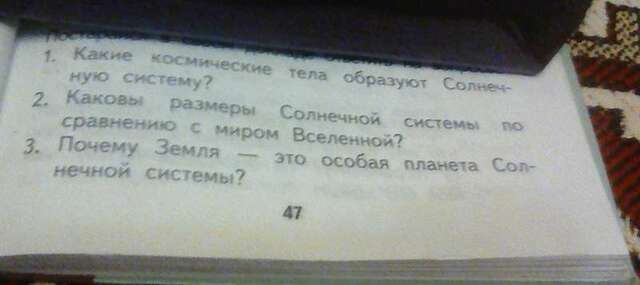 1. Какие космические тела образуют Солнеч-
ную систему?
2. Каковы размеры Солнечной системы по
сравнению с миром Вселенной?
3. Почему Земля — это особая планета Сол-
нечной системы?
47